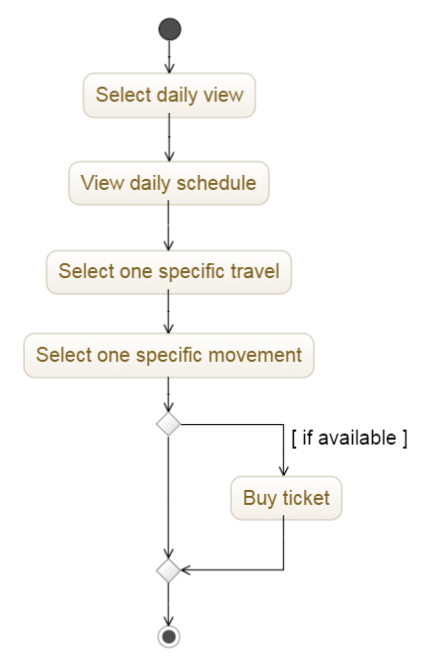 Select daily view
View daily schedule
Select one specific travel
Select one specific movement
[ if available ]
Buy ticket